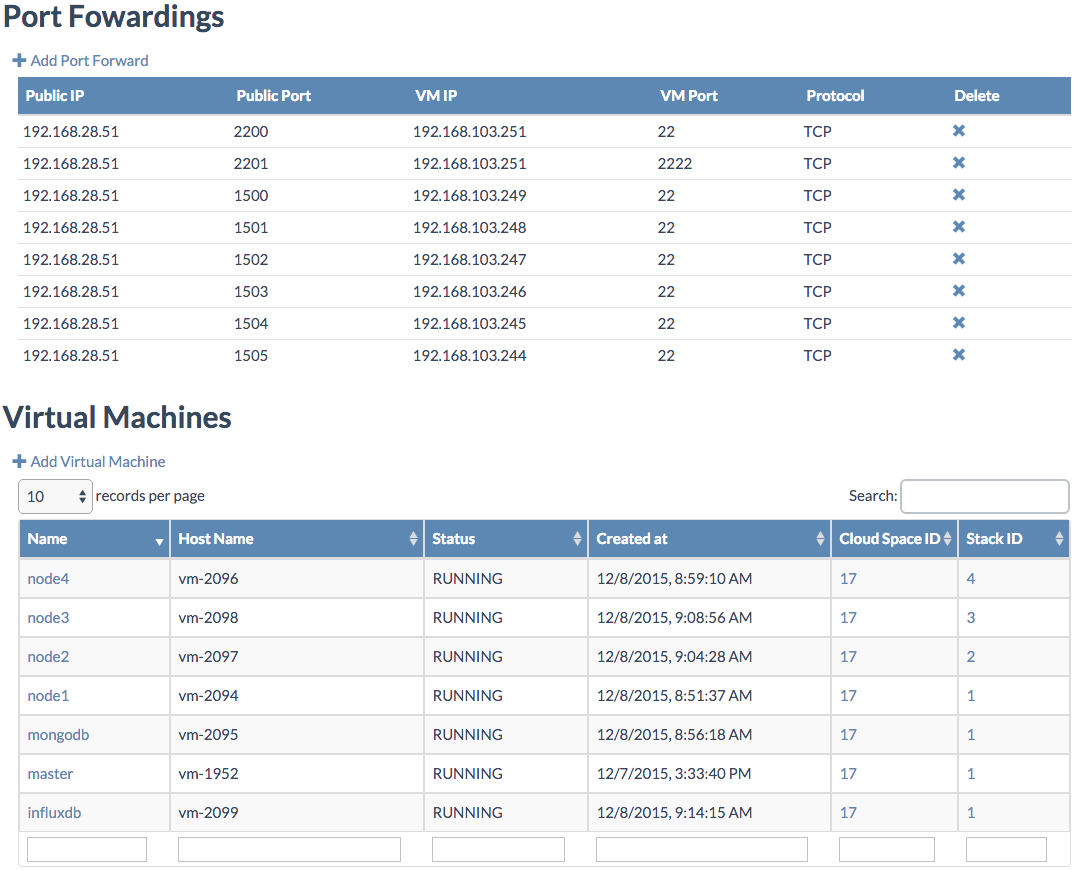 Port Fowardings
Add Port Forward
Public IP Public Port VM IP VM Port Protocol Delete
192.168.28.51 2200 192.168.103.251 22 TCP
192.168.28.51 2201 192.168.103.251 2222 TCP
192.168.28.51 1500 192.168.103.249 22 TCP
192.168.28.51 1501 192.168.103.248 22 TCP
192.168.28.51 1502 192.168.103.247 22 TCP
192.168.28.51 1503 192.168.103.246 22 TCP
192.168.28.51 1504 192.168.103.245 22 TCP
192.168.28.51 1505 192.168.103.244 22 TCP
Virtual Machines
Add Virtual Machine
10 records per page Search:
Name Host Name Status Created at Cloud Space ID Stack ID
node4 vm-2096 RUNNING 12/8/2015, 8:59:10 AM 17 4
node3 vm-2098 RUNNING 12/8/2015, 9:08:56 AM 17 3
node2 vm-2097 RUNNING 12/8/2015, 9:04:28 AM 17 2
node1 vm-2094 RUNNING 12/8/2015, 8:51:37 AM 17 1
mongodb vm-2095 RUNNING 12/8/2015, 8:56:18 AM 17 1
master vm-1952 RUNNING 12/7/2015, 3:33:40 PM 17 1
influxdb vm-2099 RUNNING 12/8/2015, 9:14:15 AM 17 1